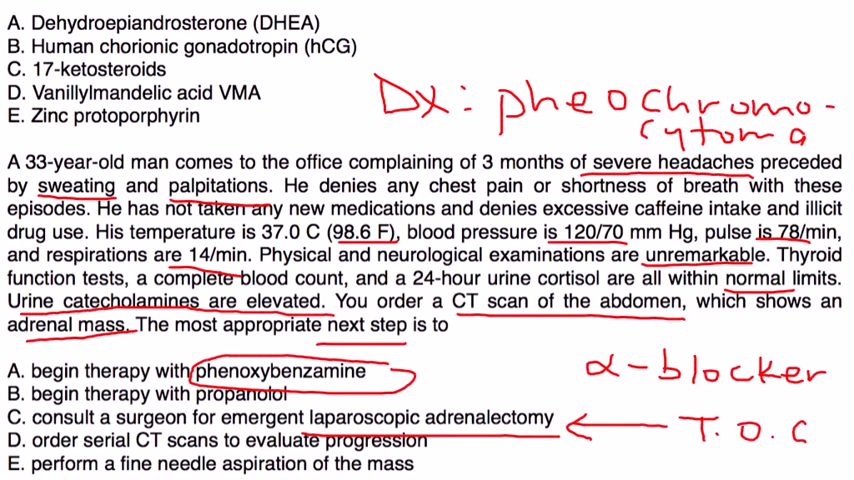 A. Dehydroepiandrosterone (DHEA)
B. Human chorionic gonadotropin (hCG)
C. 17-ketosteroids
D. Vanillylmandelic acid VMA
E. Zinc protoporphyrin
Dx: pheochromo-
cytoma
A 33-year-old man comes to the office complaining of 3 months of severe headaches preceded
by sweating and palpitations. He denies any chest pain or shortness of breath with these
episodes. He has not taken any new medications and denies excessive caffeine intake and illicit
drug use. His temperature is 37.0 C (98.6 F), blood pressure is 120/70 mm Hg, pulse is 78/min,
and respirations are 14/min. Physical and neurological examinations are unremarkable. Thyroid
function tests, a complete blood count, and a 24-hour urine cortisol are all within normal limits.
Urine catecholamines are elevated. You order a CT scan of the abdomen, which shows an
adrenal mass. The most appropriate next step is to
A. begin therapy with phenoxybenzamine
α-blocker
B. begin therapy with propanolol
C. consult a surgeon for emergent laparoscopic adrenalectomy
T.O.C
D. order serial CT scans to evaluate progression
E. perform a fine needle aspiration of the mass